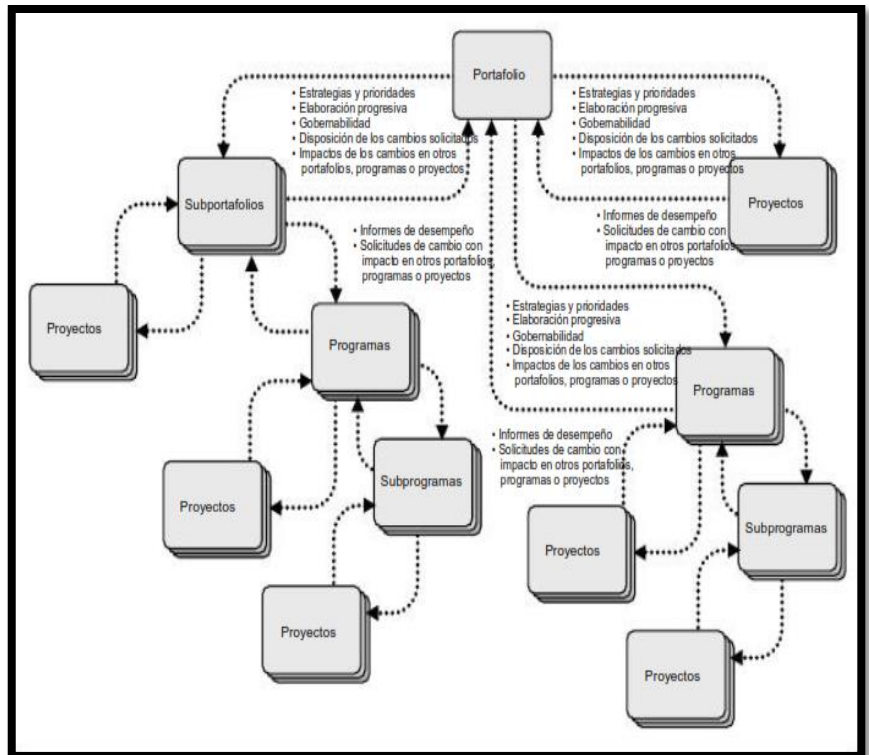 Portafolio
• Estrategias y prioridades
• Elaboración progresiva
• Gobernabilidad
• Disposición de los cambios solicitados
• Impactos de los cambios en otros
portafolios, programas o proyectos
• Estrategias y prioridades
• Elaboración progresiva
• Gobernabilidad
• Disposición de los cambios solicitados
• Impactos de los cambios en otros
portafolios, programas o proyectos
Subportafolios
Proyectos
• Informes de desempeño
• Solicitudes de cambio con
impacto en otros portafolios,
programas o proyectos
• Informes de desempeño
• Solicitudes de cambio con
impacto en otros portafolios,
programas o proyectos
Proyectos
Programas
• Estrategias y prioridades
• Elaboración progresiva
• Gobernabilidad
• Disposición de los cambios solicitados
• Impactos de los cambios en otros
portafolios, programas o proyectos
Programas
• Informes de desempeño
• Solicitudes de cambio con
impacto en otros portafolios,
programas o proyectos
Proyectos
Subprogramas
Proyectos
Subprogramas
Proyectos
Proyectos